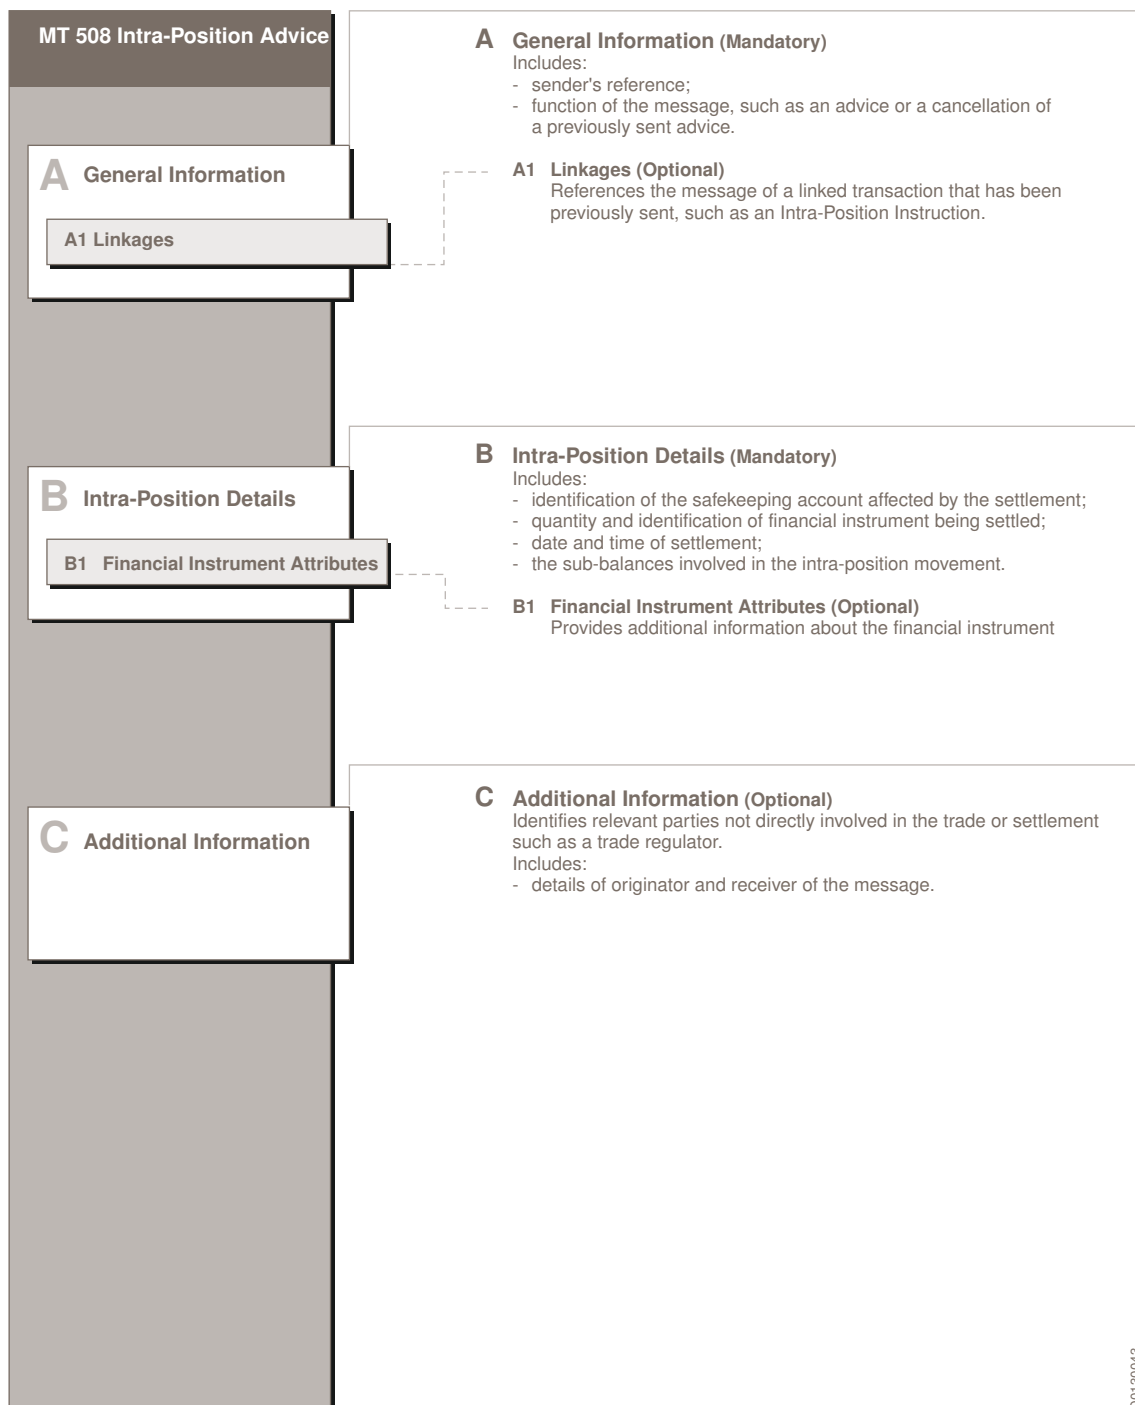 MT 508 Intra-Position Advice
A General Information
A1 Linkages
B Intra-Position Details
B1 Financial Instrument Attributes
C Additional Information
A General Information (Mandatory)
Includes:
- sender's reference;
- function of the message, such as an advice or a cancellation of
a previously sent advice.
A1 Linkages (Optional)
References the message of a linked transaction that has been
previously sent, such as an Intra-Position Instruction.
B Intra-Position Details (Mandatory)
Includes:
- identification of the safekeeping account affected by the settlement;
- quantity and identification of financial instrument being settled;
- date and time of settlement;
- the sub-balances involved in the intra-position movement.
B1 Financial Instrument Attributes (Optional)
Provides additional information about the financial instrument
C Additional Information (Optional)
Identifies relevant parties not directly involved in the trade or settlement
such as a trade regulator.
Includes:
- details of originator and receiver of the message.